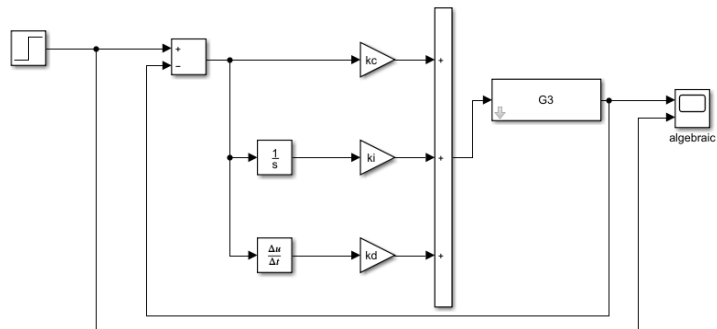 +
−
kc
+
G3
algebraic
1
s
ki
+
Δu
Δt
kd
+